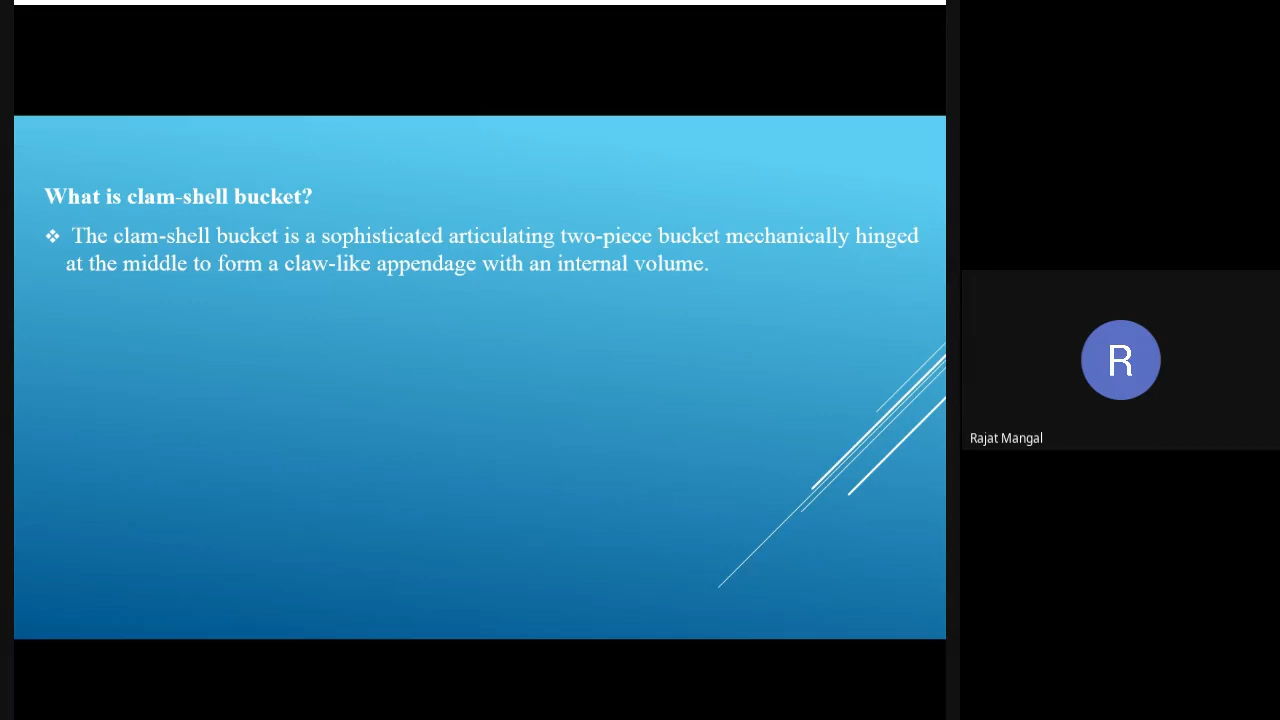 What is clam-shell bucket?
❖ The clam-shell bucket is a sophisticated articulating two-piece bucket mechanically hinged
at the middle to form a claw-like appendage with an internal volume.
R
Rajat Mangal